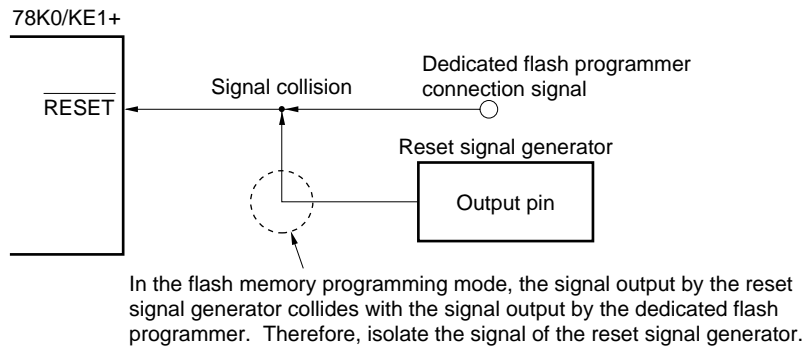 78K0/KE1+
Dedicated flash programmer
connection signal
Signal collision
RESET
Reset signal generator
Output pin
In the flash memory programming mode, the signal output by the reset
signal generator collides with the signal output by the dedicated flash
programmer.  Therefore, isolate the signal of the reset signal generator.